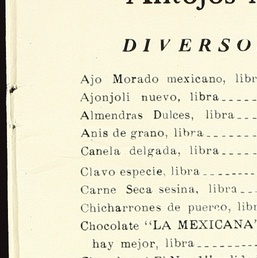 DIVERSO
Ajo Morado mexicano, libr
Ajonjoli nuevo, libra
Almendras Dulces, libra
Anis de grano, libra
Canela delgada, libra
Clavo especie, libra
Carne Seca sesina, libra
Chicharrones de puerco, libr
Chocolate "LA MEXICANA"
hay mejor, libra